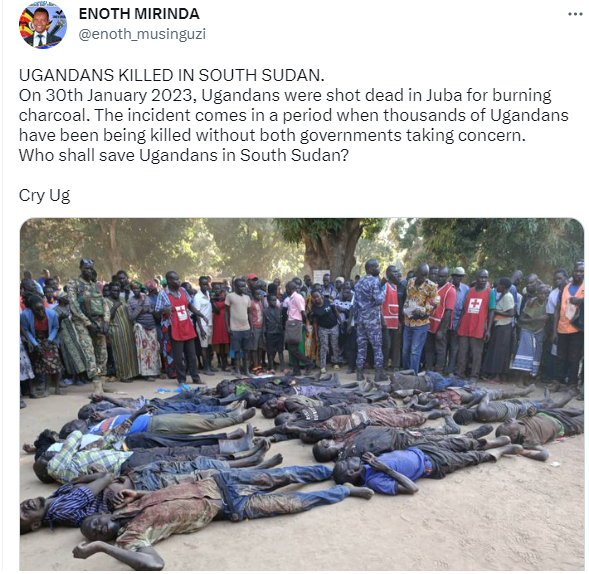 ENOTH MIRINDA
@enoth_musinguzi
UGANDANS KILLED IN SOUTH SUDAN.
On 30th January 2023, Ugandans were shot dead in Juba for burning
charcoal. The incident comes in a period when thousands of Ugandans
have been being killed without both governments taking concern.
Who shall save Ugandans in South Sudan?
Cry Ug